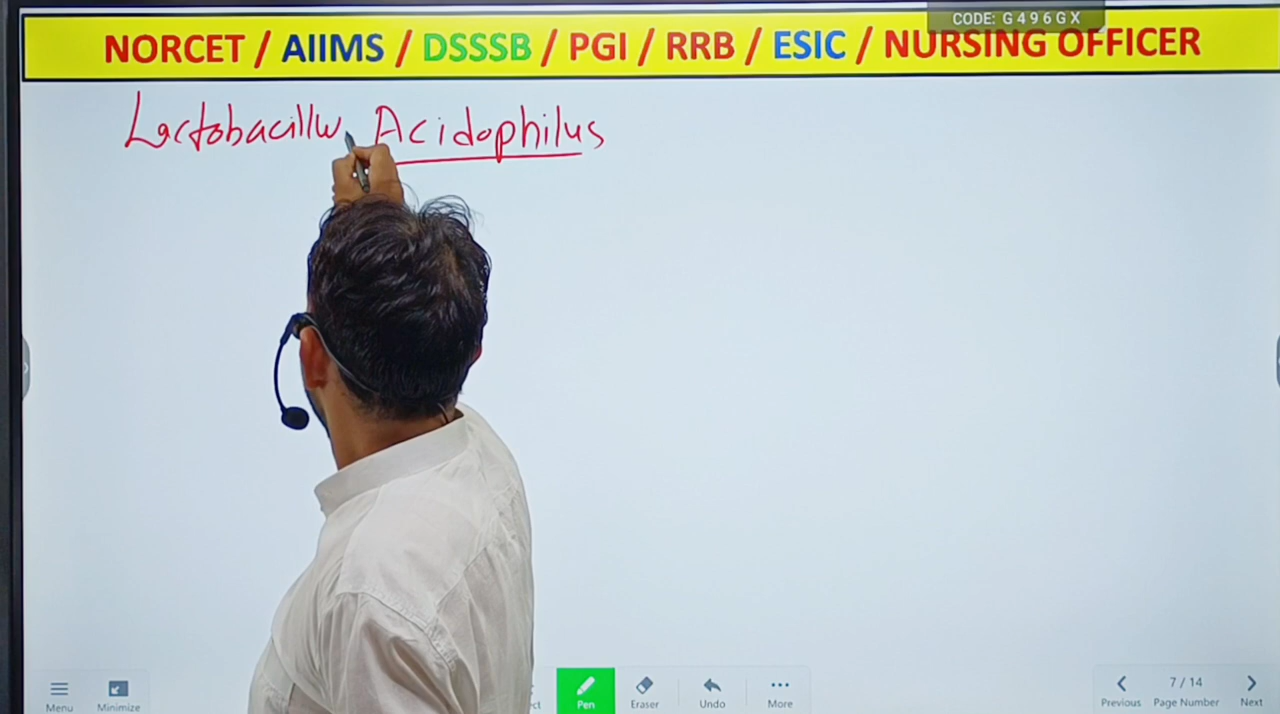 CODE: G496GX
NORCET / AIIMS / DSSSB / PGI / RRB / ESIC / NURSING OFFICER
Lactobacillus Acidophilus
Menu
Minimize
Pen
Eraser
Undo
More
Previous
7 / 14
Page Number
Next